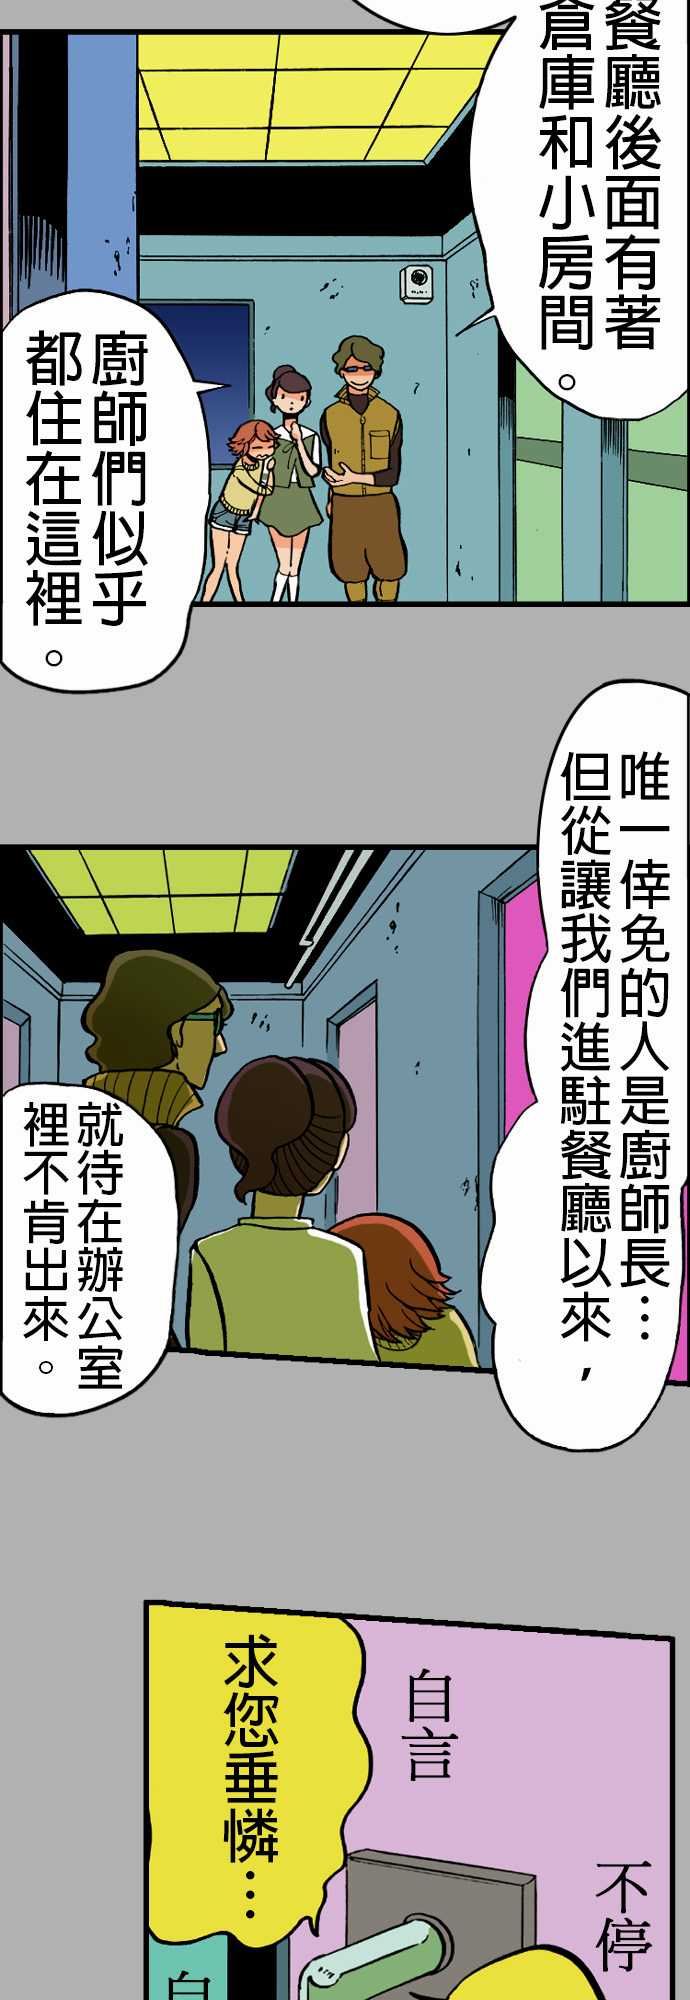 餐廳後面有著
倉庫和小房間。
廚師們似乎
都住在這裡。
唯一倖免的人是廚師長…
但從讓我們進駐餐廳以來，
就待在辦公室
裡不肯出來。
求您垂憐…
自言
不停
自